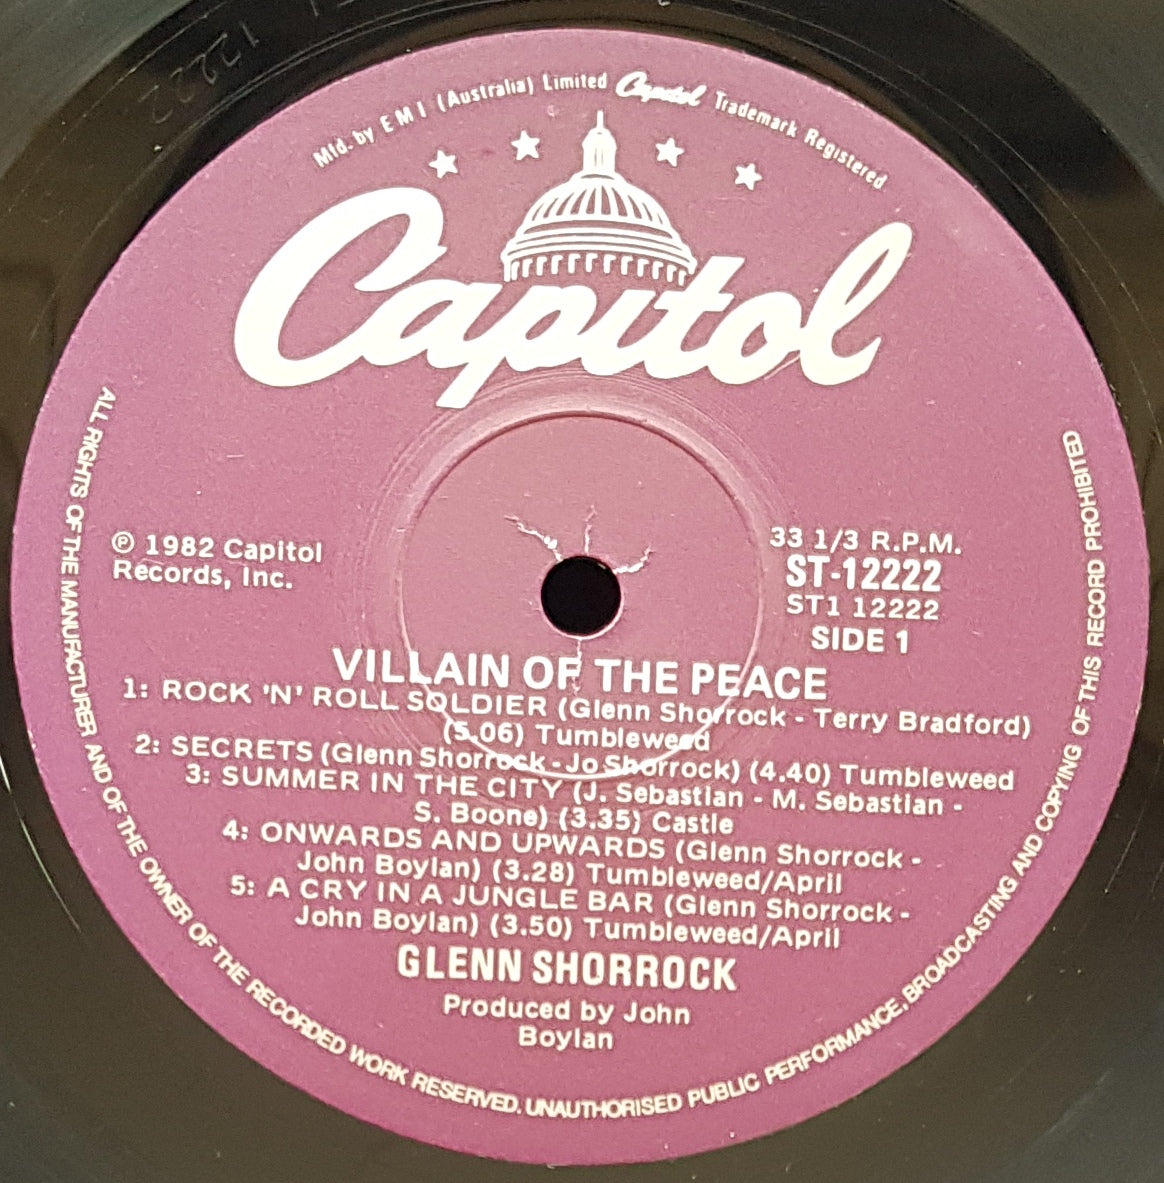 1222
Mfd. by E M I (Australia) Limited Capitol Trademark Registered
Capitol
℗ 1982 Capitol
Records, Inc.
33 1/3 R.P.M.
ST-12222
ST1 12222
SIDE 1
VILLAIN OF THE PEACE
1: ROCK 'N' ROLL SOLDIER (Glenn Shorrock - Terry Bradford)
(5.06) Tumbleweed
2: SECRETS (Glenn Shorrock - Jo Shorrock) (4.40) Tumbleweed
3: SUMMER IN THE CITY (J. Sebastian - M. Sebastian -
S. Boone) (3.35) Castle
4: ONWARDS AND UPWARDS (Glenn Shorrock -
John Boylan) (3.28) Tumbleweed/April
5: A CRY IN A JUNGLE BAR (Glenn Shorrock -
John Boylan) (3.50) Tumbleweed/April
GLENN SHORROCK
Produced by John
Boylan
ALL RIGHTS OF THE MANUFACTURER AND OF THE OWNER OF THE RECORDED WORK RESERVED. UNAUTHORISED PUBLIC PERFORMANCE, BROADCASTING AND COPYING OF THIS RECORD PROHIBITED